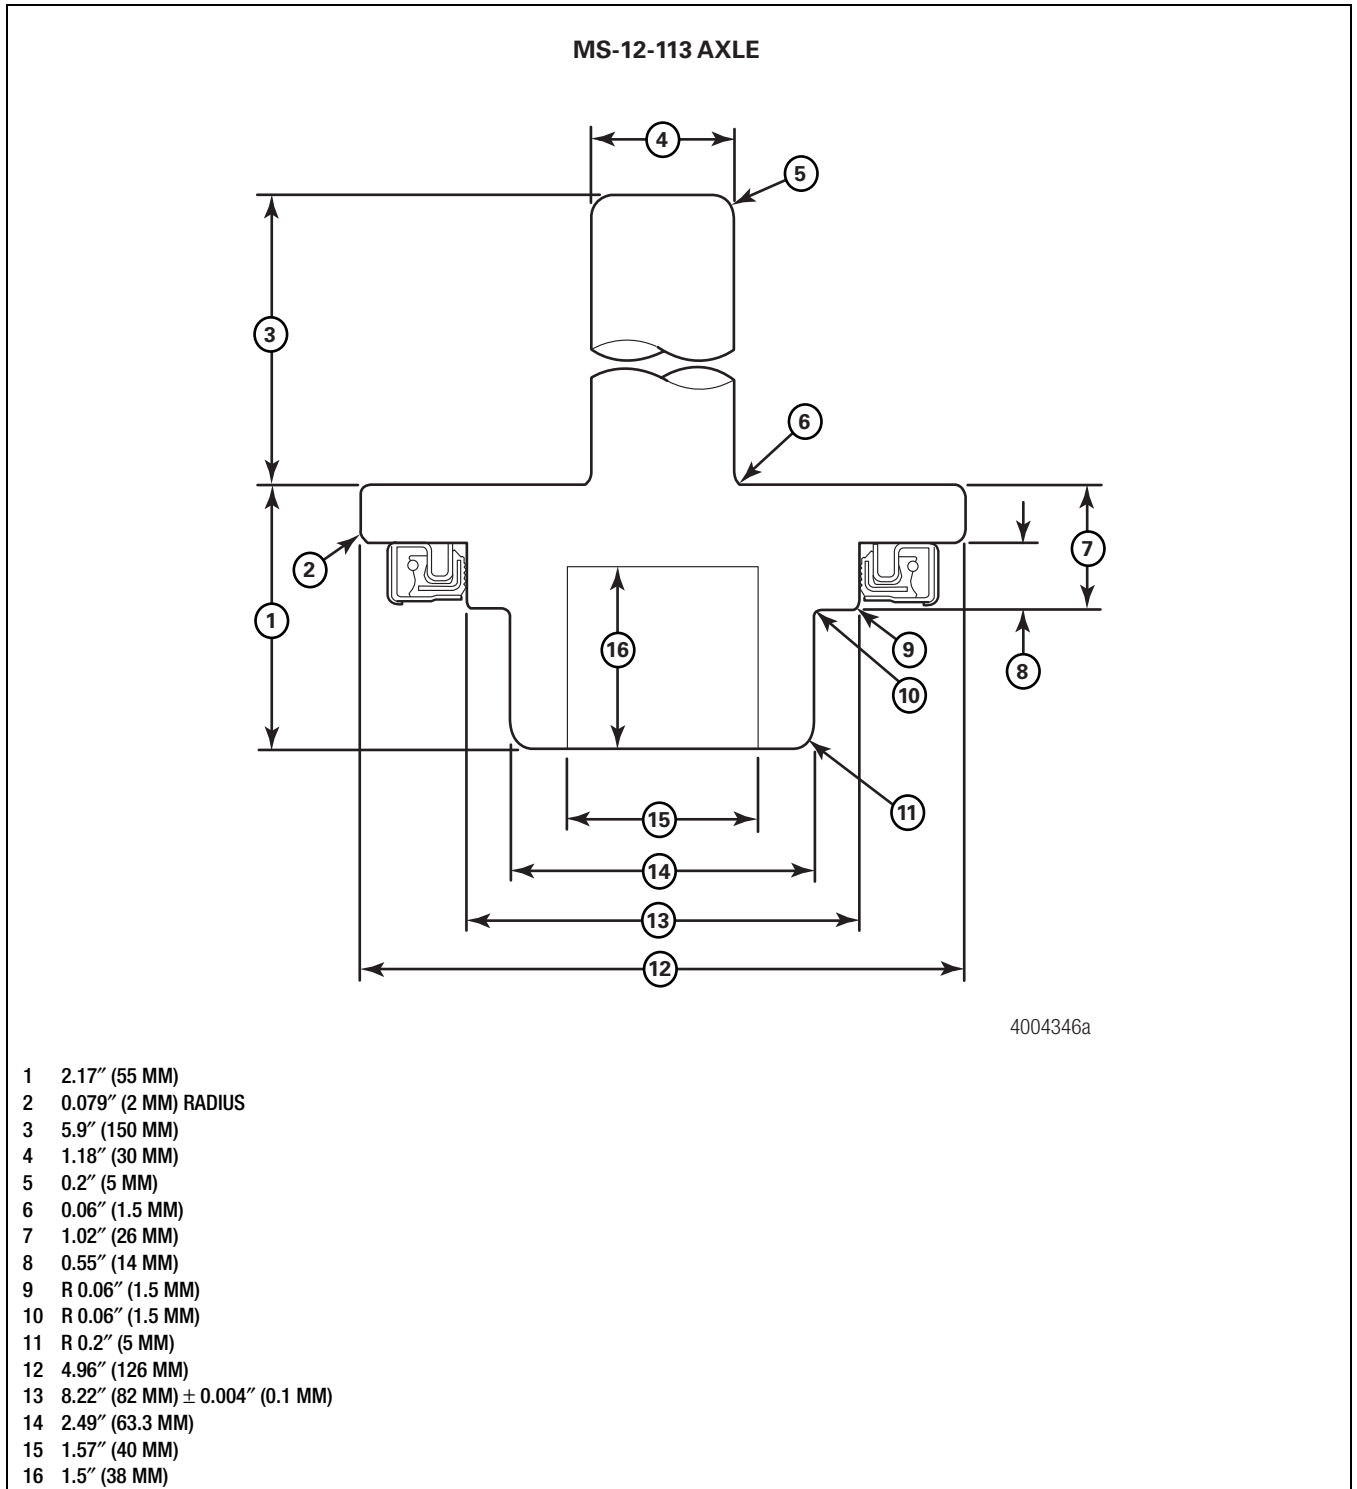 MS-12-113 AXLE
4
5
3
6
7
2
1
16
9
8
10
11
15
14
13
12
4004346a
1 2.17″ (55 MM)
2 0.079″ (2 MM) RADIUS
3 5.9″ (150 MM)
4 1.18″ (30 MM)
5 0.2″ (5 MM)
6 0.06″ (1.5 MM)
7 1.02″ (26 MM)
8 0.55″ (14 MM)
9 R 0.06″ (1.5 MM)
10 R 0.06″ (1.5 MM)
11 R 0.2″ (5 MM)
12 4.96″ (126 MM)
13 8.22″ (82 MM) ± 0.004″ (0.1 MM)
14 2.49″ (63.3 MM)
15 1.57″ (40 MM)
16 1.5″ (38 MM)